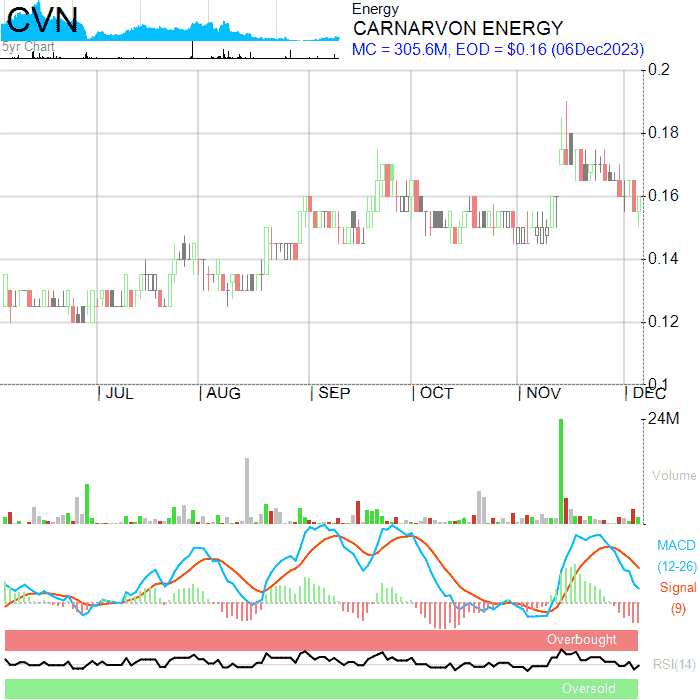 CVN
5yr Chart
Energy
CARNARVON ENERGY
MC = 305.6M, EOD = $0.16 (06Dec2023)
0.2
0.18
0.16
0.14
0.12
0.1
JUL AUG SEP OCT NOV DEC
24M
Volume
MACD
(12-26)
Signal
(9)
Overbought
RSI(14)
Oversold